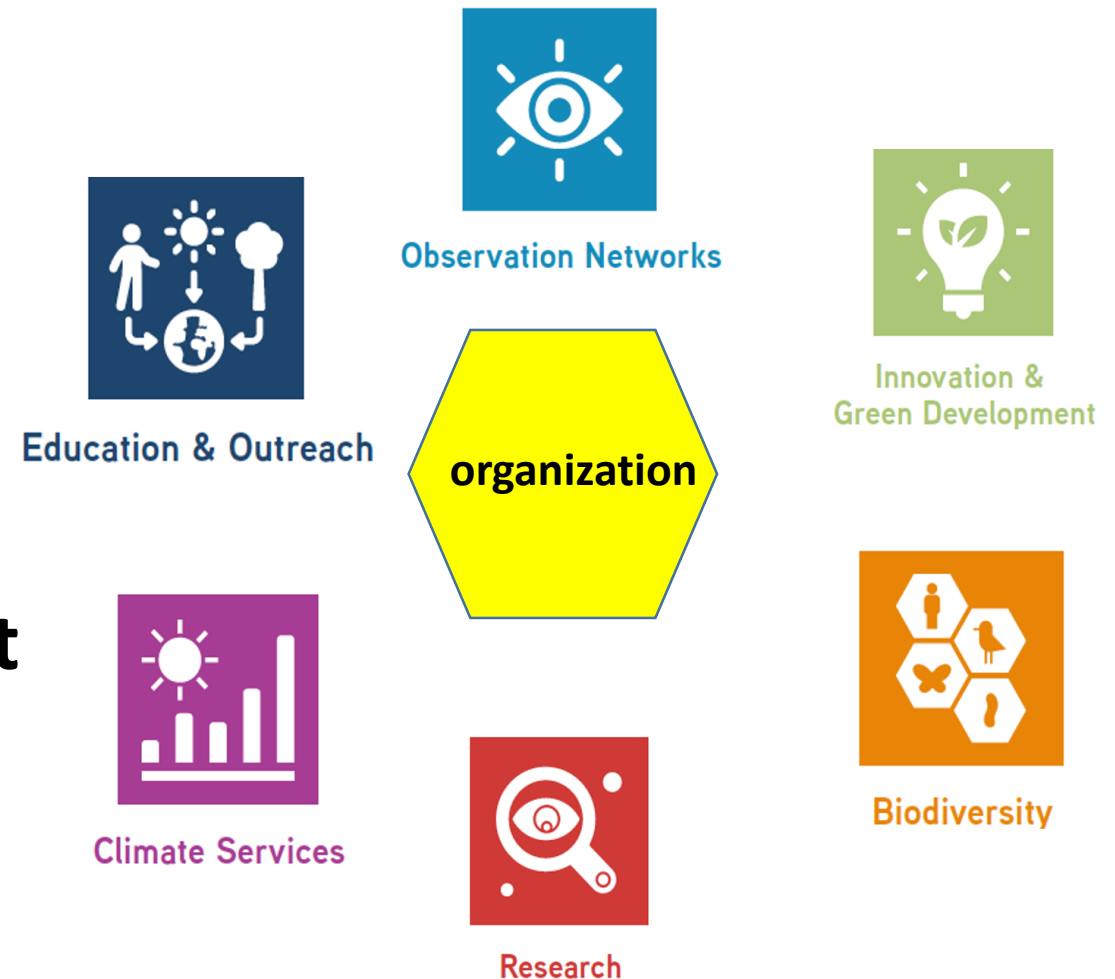 Observation Networks
Innovation &
Green Development
Education & Outreach
organization
t
Biodiversity
Climate Services
Research